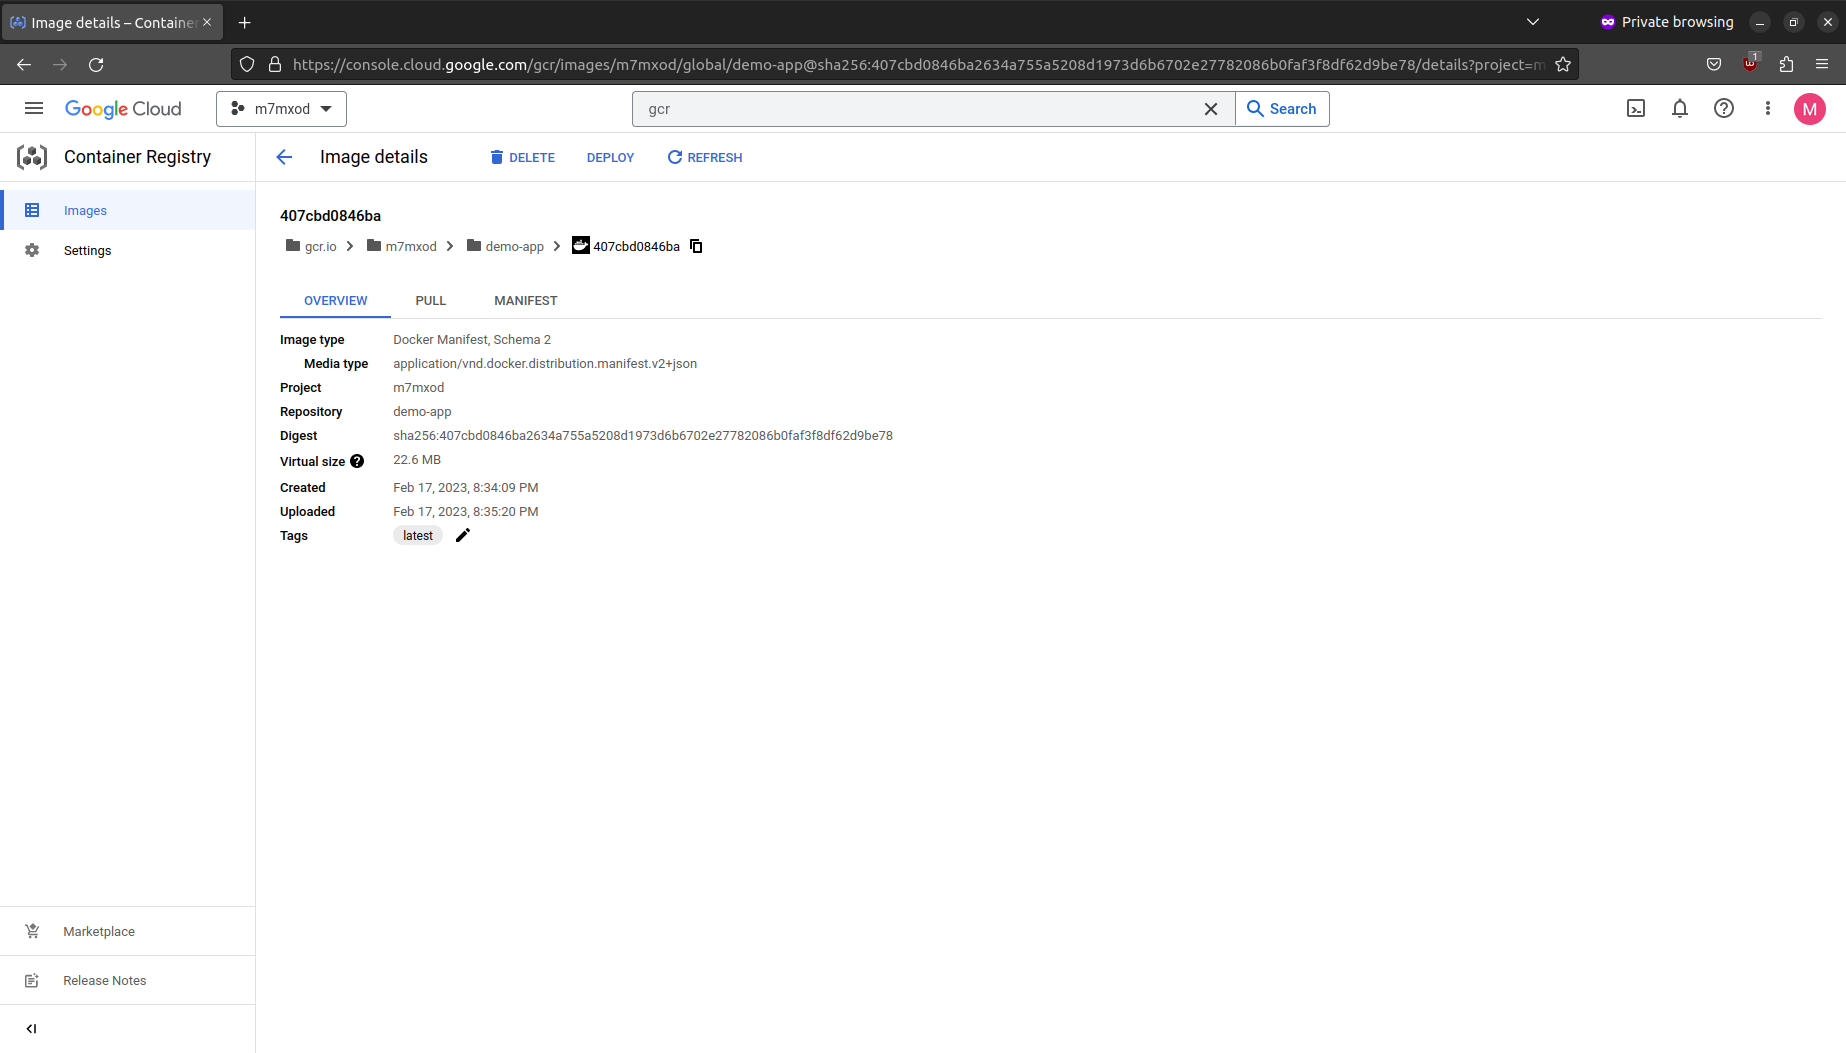 Image details – Container
Private browsing
https://console.cloud.google.com/gcr/images/m7mxod/global/demo-app@sha256:407cbd0846ba2634a755a5208d1973d6b6702e27782086b0faf3f8df62d9be78/details?project=m
1
Google Cloud
m7mxod
gcr
Search
M
Container Registry
Image details
DELETE
DEPLOY
REFRESH
Images
Settings
407cbd0846ba
gcr.io
m7mxod
demo-app
407cbd0846ba
OVERVIEW
PULL
MANIFEST
Image type Docker Manifest, Schema 2
Media type application/vnd.docker.distribution.manifest.v2+json
Project m7mxod
Repository demo-app
Digest sha256:407cbd0846ba2634a755a5208d1973d6b6702e27782086b0faf3f8df62d9be78
Virtual size 22.6 MB
Created Feb 17, 2023, 8:34:09 PM
Uploaded Feb 17, 2023, 8:35:20 PM
Tags latest
Marketplace
Release Notes